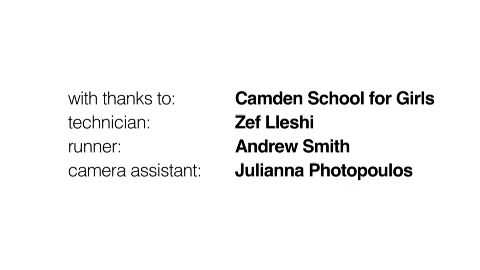 with thanks to: Camden School for Girls
technician: Zef Lleshi
runner: Andrew Smith
camera assistant: Julianna Photopoulos